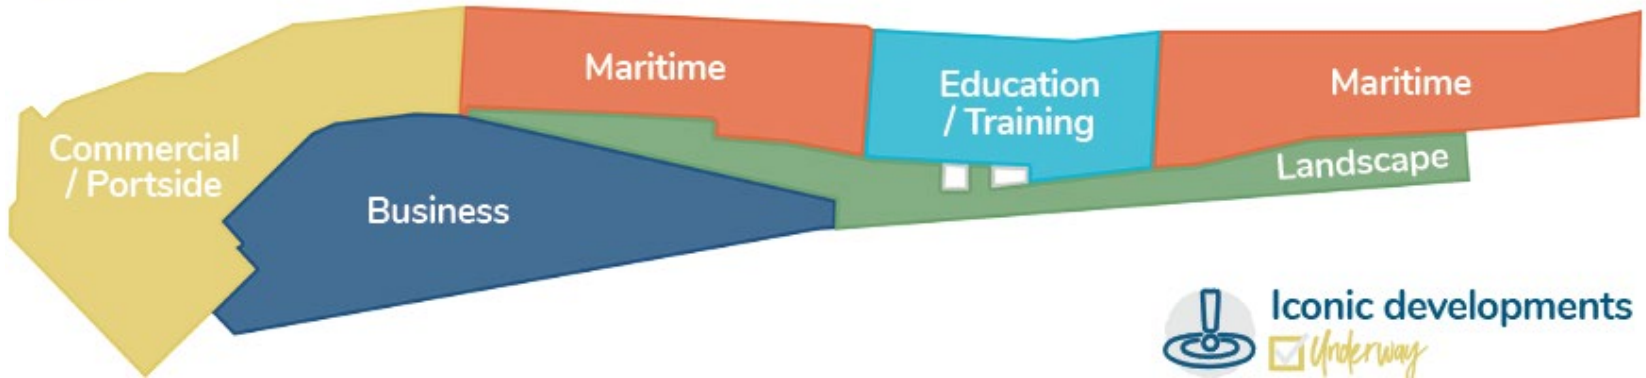 Maritime
Education
/ Training
Maritime
Commercial
/ Portside
Landscape
Business
Iconic developments
Underway